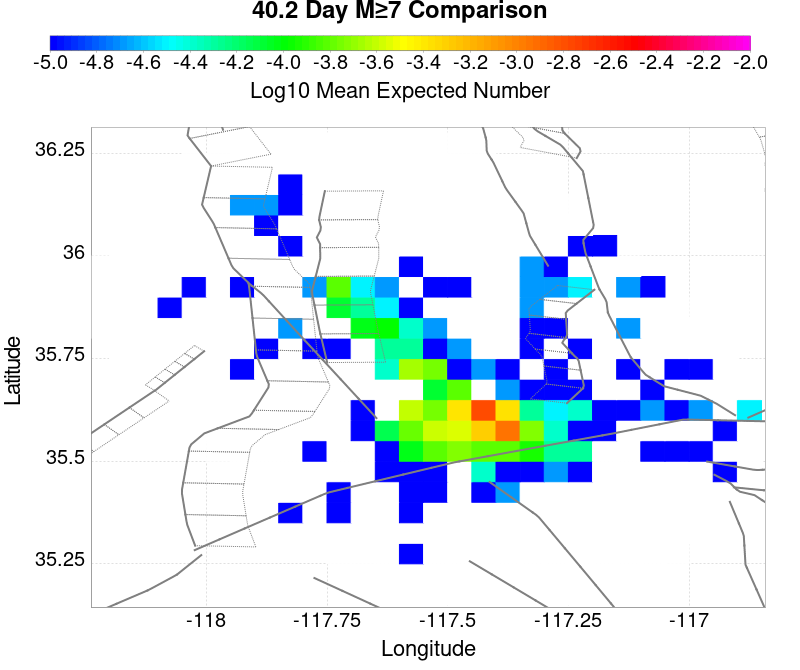 40.2 Day M≥7 Comparison
-5.0 -4.8 -4.6 -4.4 -4.2 -4.0 -3.8 -3.6 -3.4 -3.2 -3.0 -2.8 -2.6 -2.4 -2.2 -2.0
Log10 Mean Expected Number
36.25
36
35.75
35.5
35.25
Latitude
-118 -117.75 -117.5 -117.25 -117
Longitude